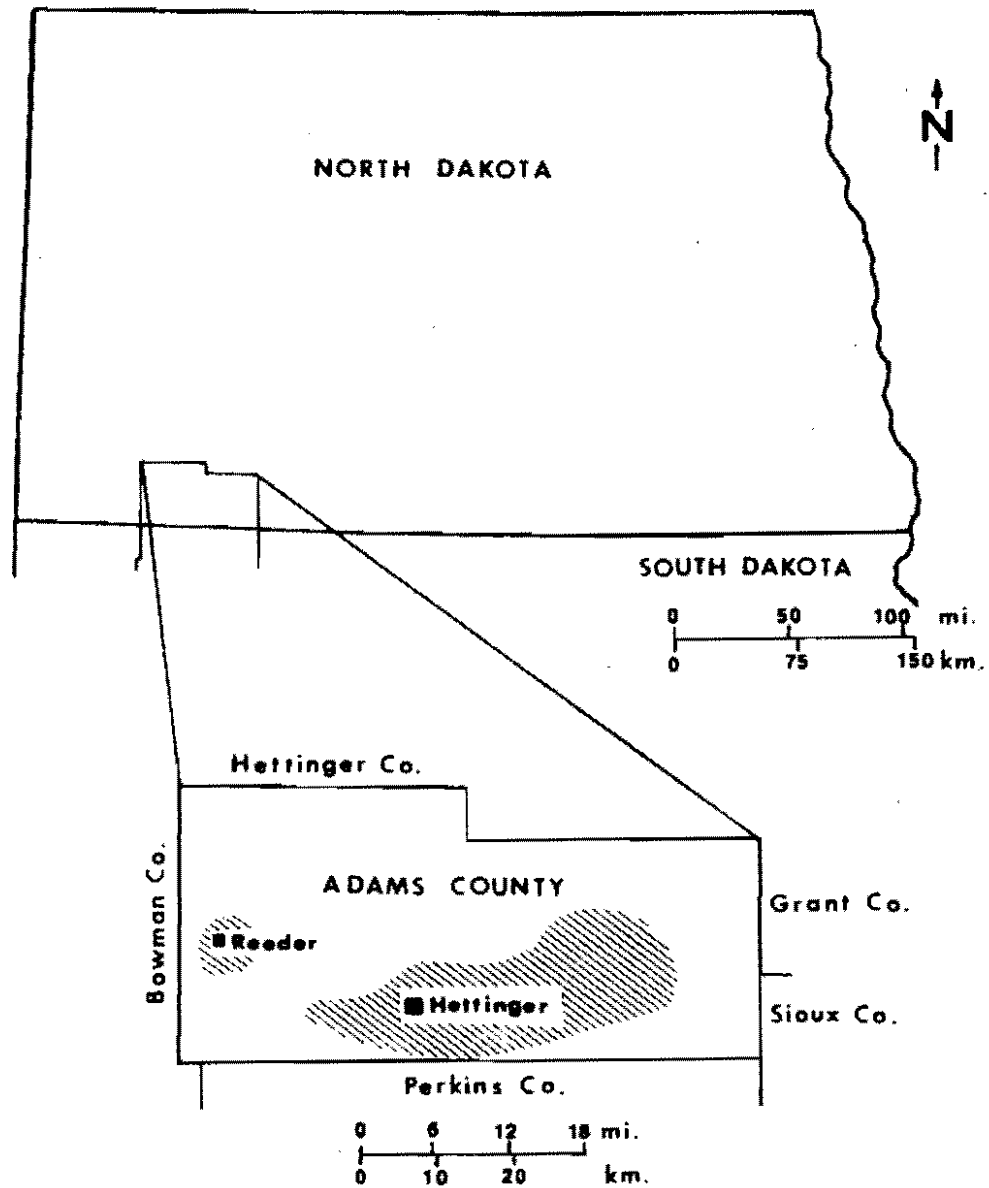 N
NORTH DAKOTA
SOUTH DAKOTA
0 50 100 mi.
0 75 150 km.
Hettinger Co.
Bowman Co.
ADAMS COUNTY
Grant Co.
Reeder
Hettinger
Sioux Co.
Perkins Co.
0 6 12 18 mi.
0 10 20 km.